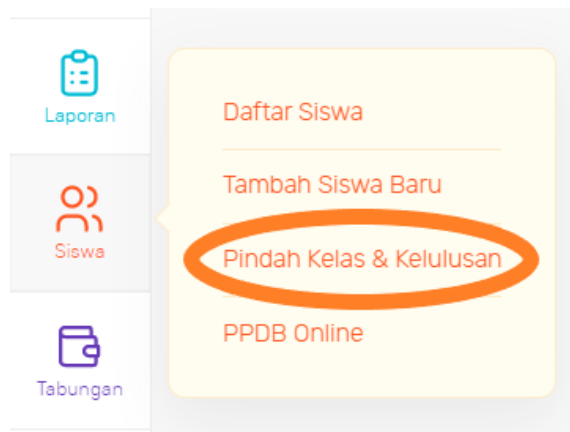 Laporan
Siswa
Tabungan
Daftar Siswa
Tambah Siswa Baru
Pindah Kelas & Kelulusan
PPDB Online